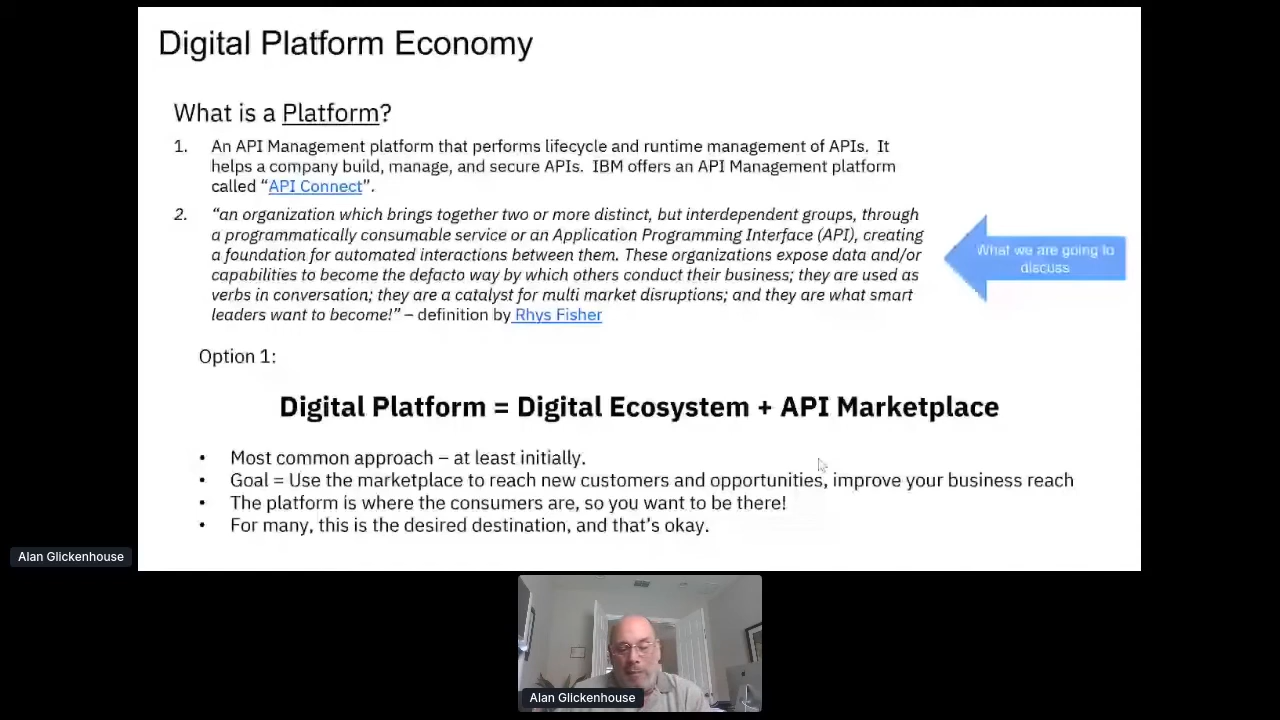 Digital Platform Economy
What is a Platform?
1. An API Management platform that performs lifecycle and runtime management of APIs. It
helps a company build, manage, and secure APIs. IBM offers an API Management platform
called “API Connect”.
2. “an organization which brings together two or more distinct, but interdependent groups, through
a programmatically consumable service or an Application Programming Interface (API), creating
a foundation for automated interactions between them. These organizations expose data and/or
capabilities to become the defacto way by which others conduct their business; they are used as
verbs in conversation; they are a catalyst for multi market disruptions; and they are what smart
leaders want to become!” – definition by Rhys Fisher
What we are going to
discuss
Option 1:
Digital Platform = Digital Ecosystem + API Marketplace
• Most common approach – at least initially.
• Goal = Use the marketplace to reach new customers and opportunities, improve your business reach
• The platform is where the consumers are, so you want to be there!
• For many, this is the desired destination, and that’s okay.
Alan Glickenhouse
Alan Glickenhouse